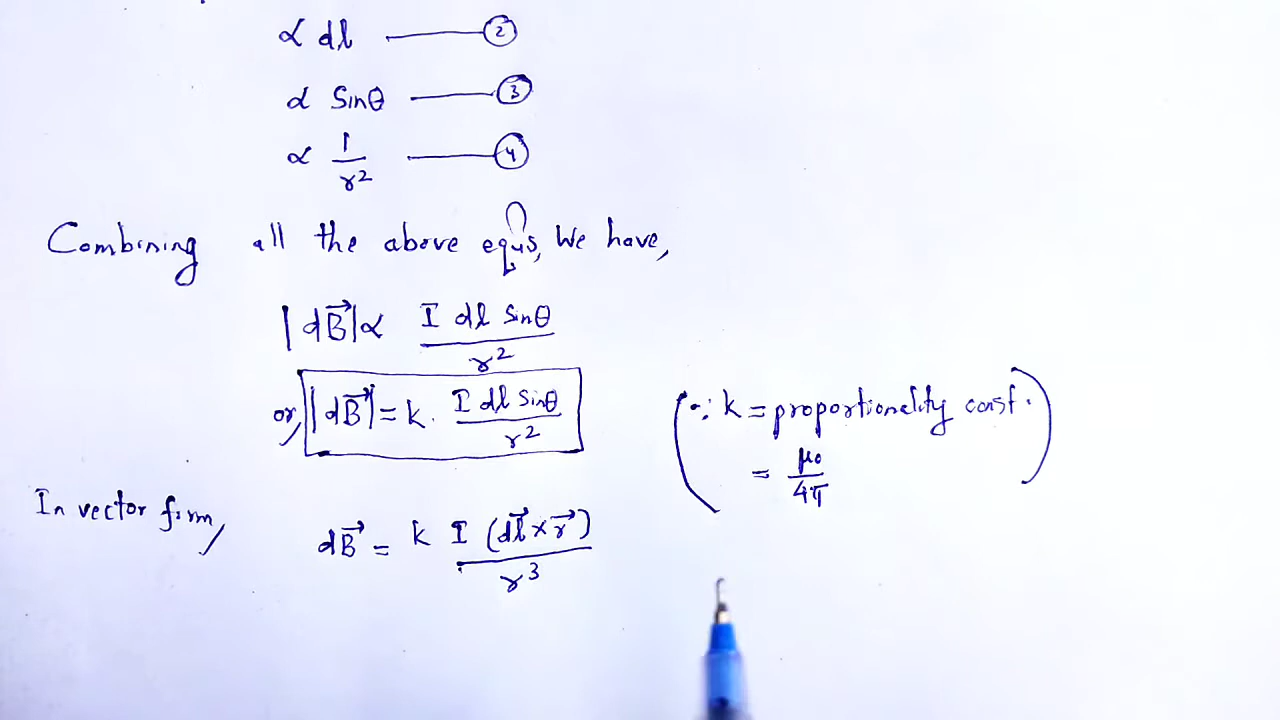 ∝ dl ——— ②
∝ Sinθ ——— ③
∝ 1/r² ——— ④
Combining all the above eqns, We have,
|dB⃗| ∝ I dl Sinθ / r²
or, |dB⃗| = k · I dl Sinθ / r²
(∵ k = proportionality const.
= μ₀/4π)
In vector form,
dB⃗ = k I (dl⃗ × r⃗) / r³